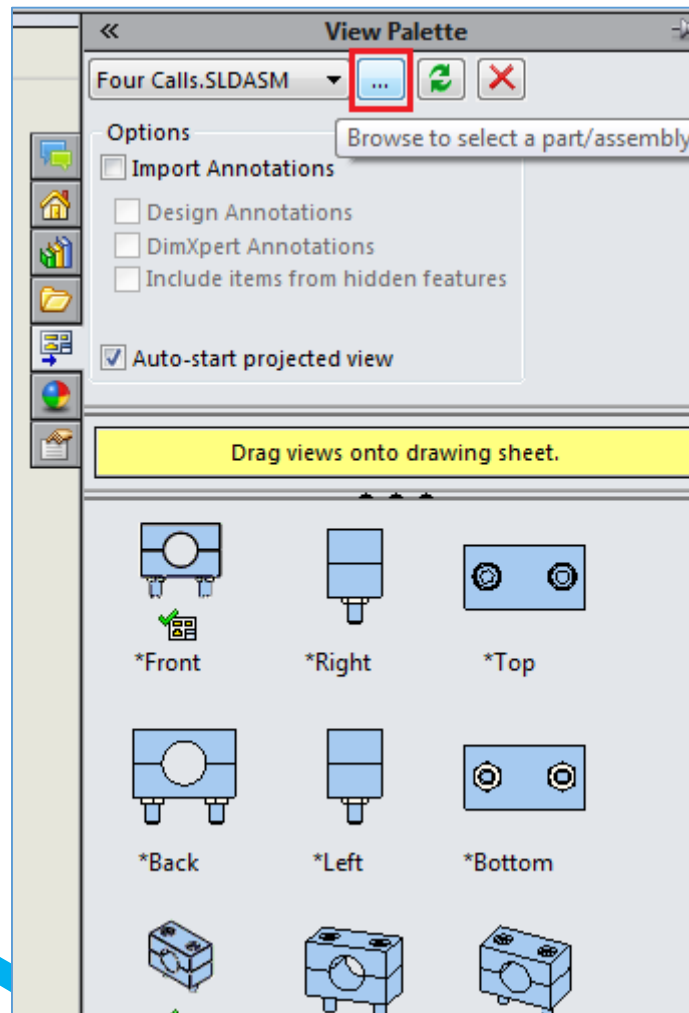 View Palette
Four Calls.SLDASM ...
Options
Browse to select a part/assembly
Import Annotations
Design Annotations
DimXpert Annotations
Include items from hidden features
Auto-start projected view
Drag views onto drawing sheet.
*Front *Right *Top
*Back *Left *Bottom